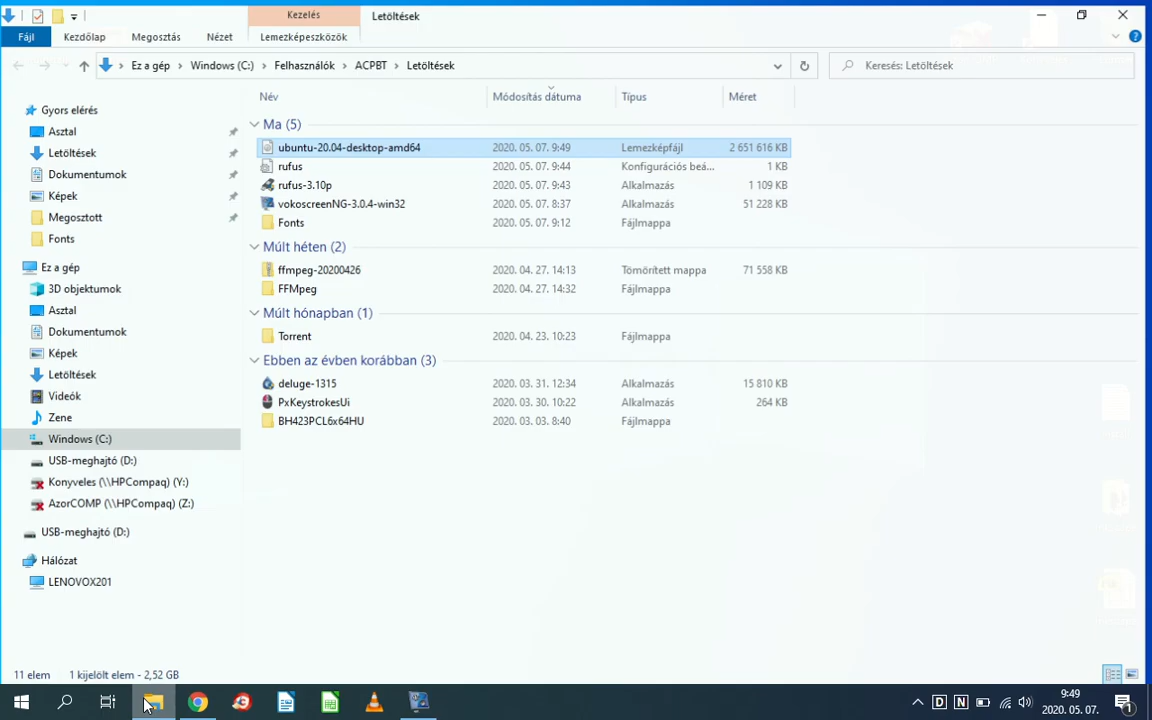 Kezelés
Letöltések
Fájl
Kezdőlap
Megosztás
Nézet
Lemezképeszközök
Ez a gép
Windows (C:)
Felhasználók
ACPBT
Letöltések
Keresés: Letöltések
Név
Módosítás dátuma
Típus
Méret
Ma (5)
ubuntu-20.04-desktop-amd64 2020. 05. 07. 9:49 Lemezképfájl 2 651 616 KB
rufus 2020. 05. 07. 9:44 Konfigurációs beá... 1 KB
rufus-3.10p 2020. 05. 07. 9:43 Alkalmazás 1 109 KB
vokoscreenNG-3.0.4-win32 2020. 05. 07. 8:37 Alkalmazás 51 228 KB
Fonts 2020. 05. 07. 9:12 Fájlmappa
Múlt héten (2)
ffmpeg-20200426 2020. 04. 27. 14:13 Tömörített mappa 71 558 KB
FFMpeg 2020. 04. 27. 14:32 Fájlmappa
Múlt hónapban (1)
Torrent 2020. 04. 23. 10:23 Fájlmappa
Ebben az évben korábban (3)
deluge-1315 2020. 03. 31. 12:34 Alkalmazás 15 810 KB
PxKeystrokesUi 2020. 03. 30. 10:22 Alkalmazás 264 KB
BH423PCL6x64HU 2020. 03. 03. 8:40 Fájlmappa
Gyors elérés
Asztal
Letöltések
Dokumentumok
Képek
Megosztott
Fonts
Ez a gép
3D objektumok
Asztal
Dokumentumok
Képek
Letöltések
Videók
Zene
Windows (C:)
USB-meghajtó (D:)
Konyveles (\\HPCompaq) (Y:)
AzorCOMP (\\HPCompaq) (Z:)
USB-meghajtó (D:)
Hálózat
LENOVOX201
11 elem
1 kijelölt elem - 2,52 GB
D
N
9:49
2020. 05. 07.
1